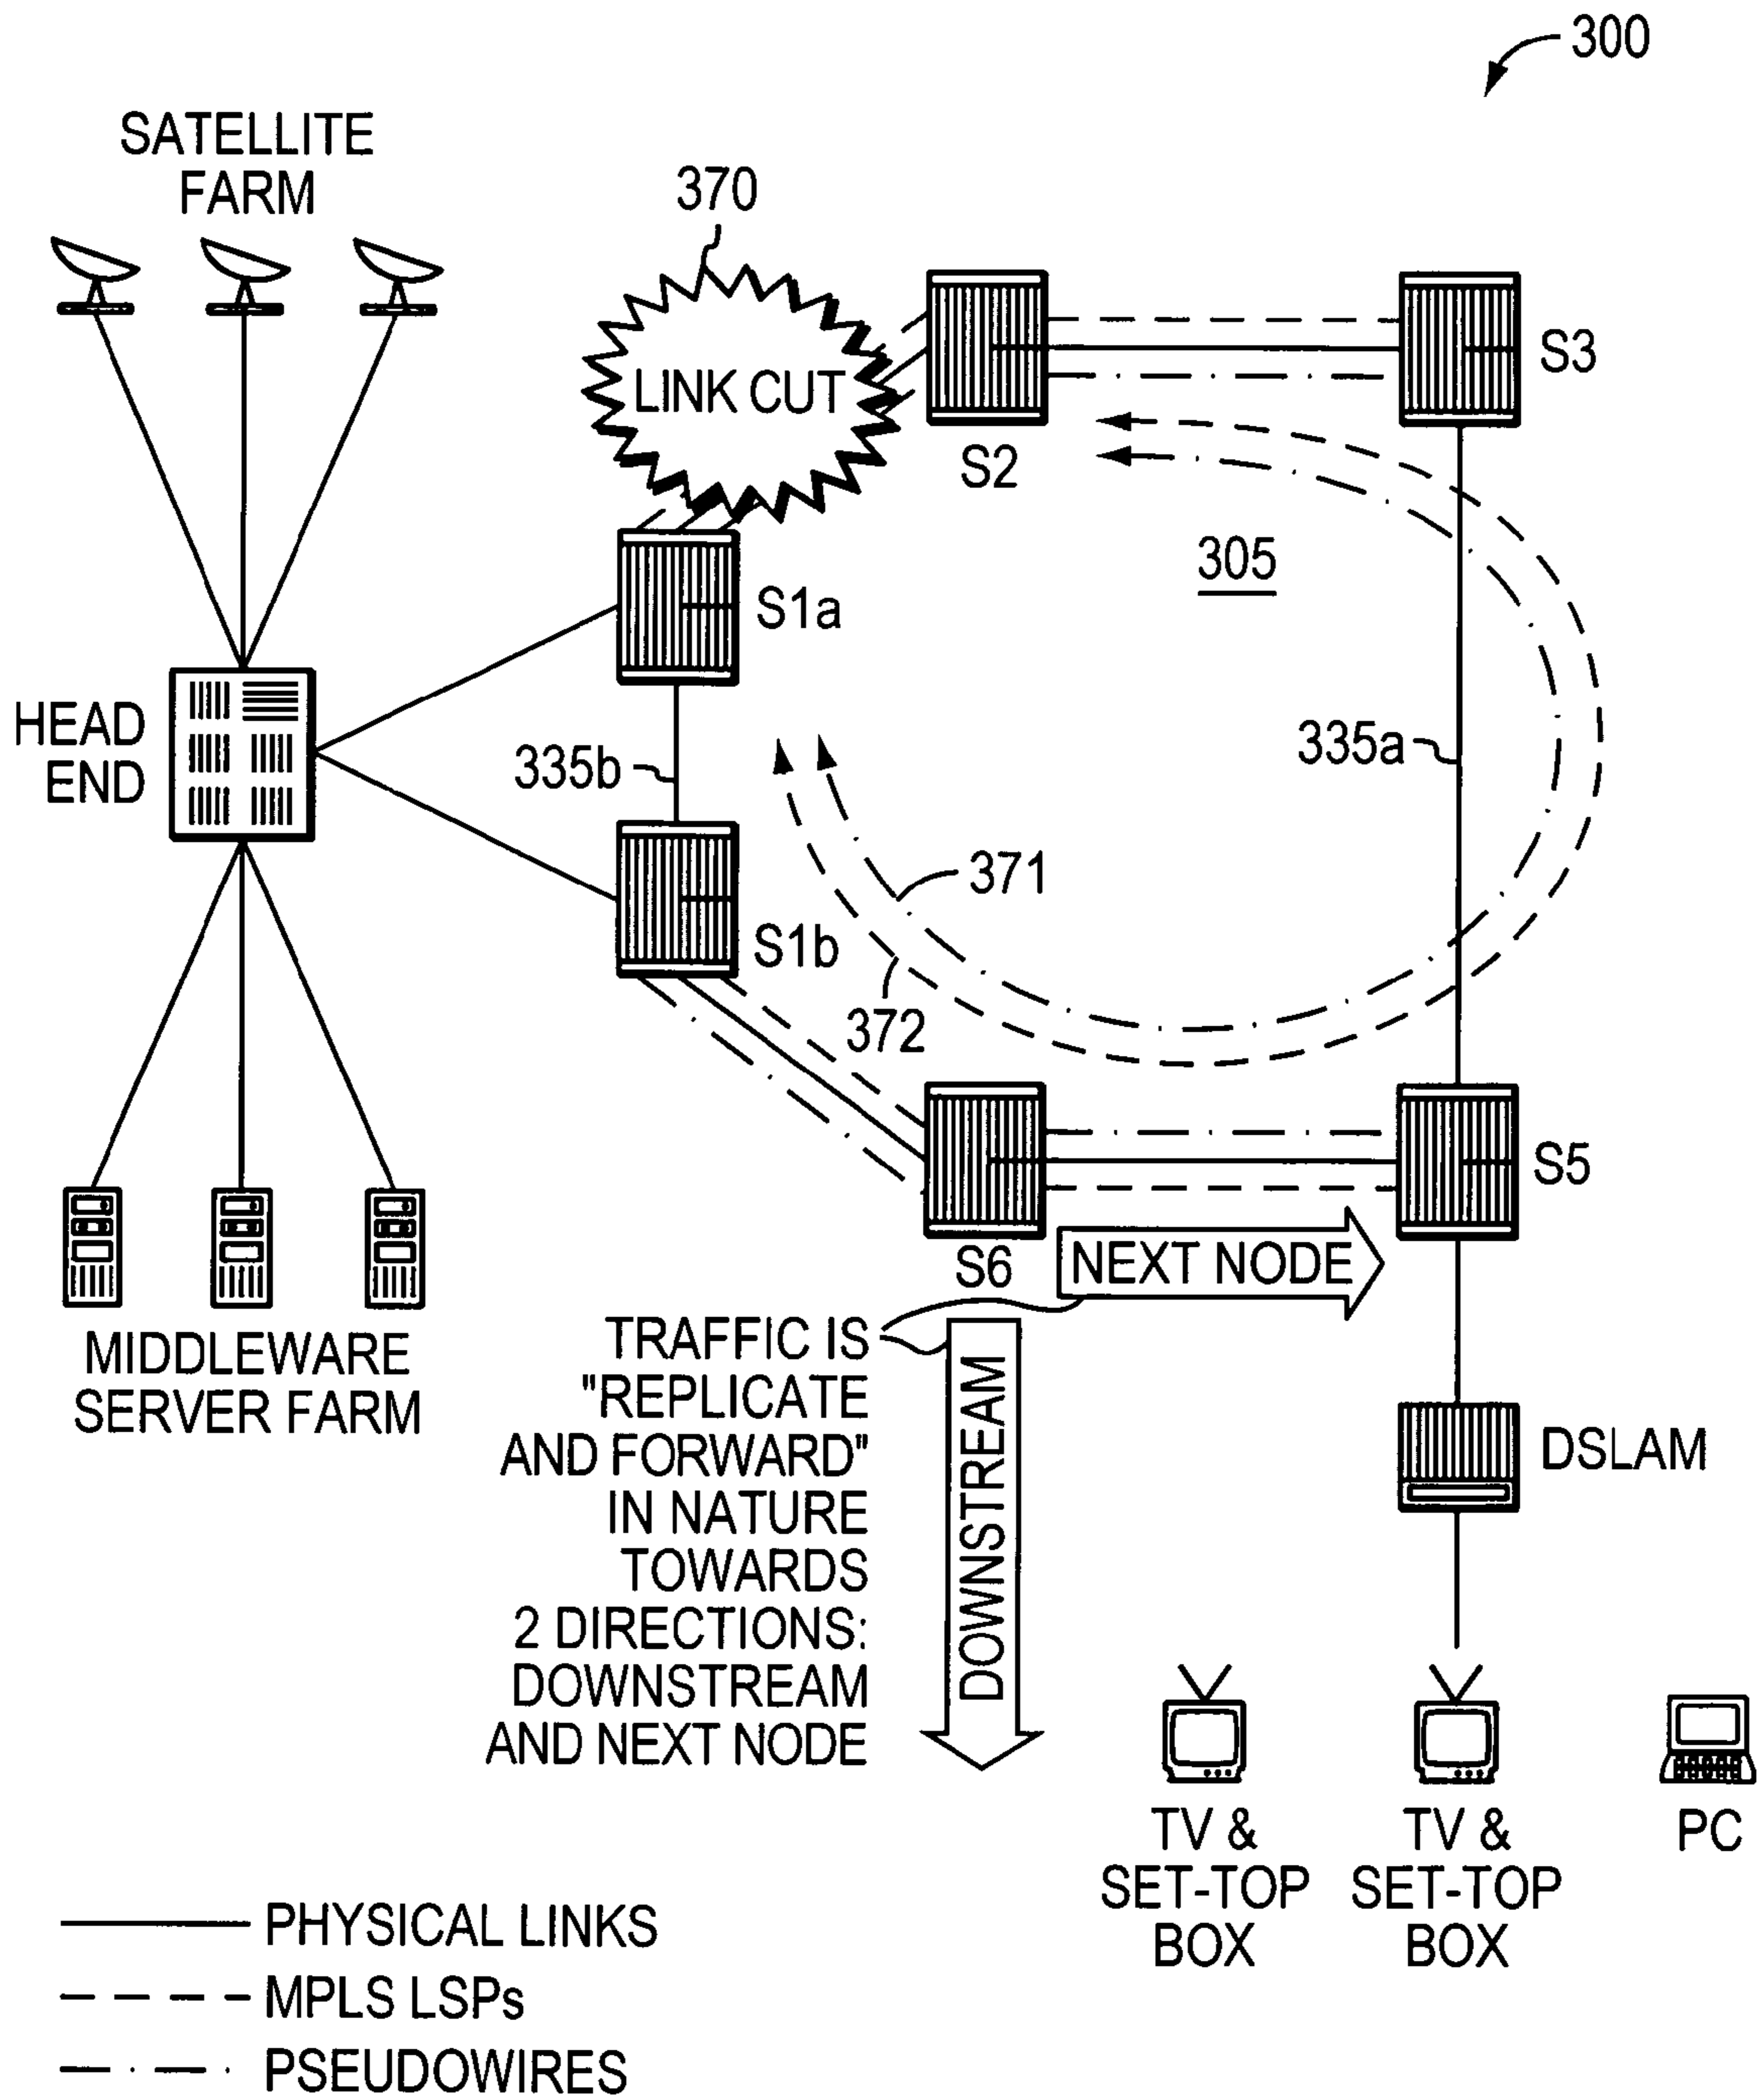 300
SATELLITE
FARM
370
LINK CUT
S2
S3
S1a
305
HEAD
END
335b
335a
371
S1b
372
S6
S5
NEXT NODE
TRAFFIC IS
"REPLICATE
AND FORWARD"
IN NATURE
TOWARDS
2 DIRECTIONS:
DOWNSTREAM
AND NEXT NODE
DOWNSTREAM
MIDDLEWARE
SERVER FARM
DSLAM
TV &
SET-TOP
BOX
TV &
SET-TOP
BOX
PC
PHYSICAL LINKS
MPLS LSPs
PSEUDOWIRES